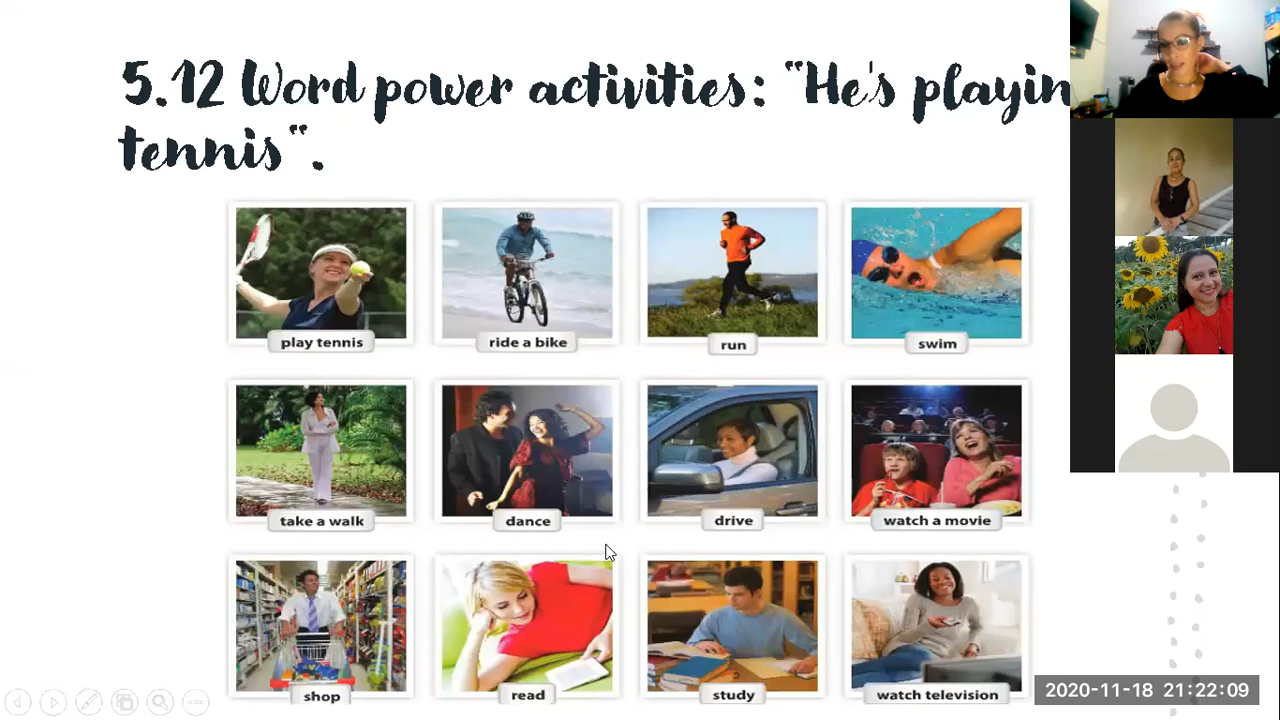 5.12 Word power activities: "He's playin
tennis".
play tennis
ride a bike
run
swim
take a walk
dance
drive
watch a movie
shop
read
study
watch television
2020-11-18 21:22:09